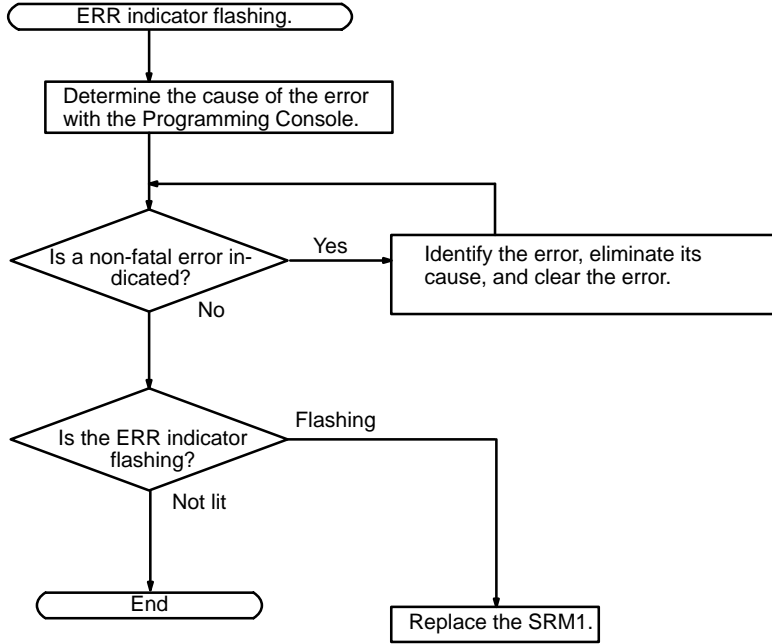 ERR indicator flashing.
Determine the cause of the error
with the Programming Console.
Is a non-fatal error in-
dicated?
Yes
Identify the error, eliminate its
cause, and clear the error.
No
Is the ERR indicator
flashing?
Flashing
Not lit
End
Replace the SRM1.